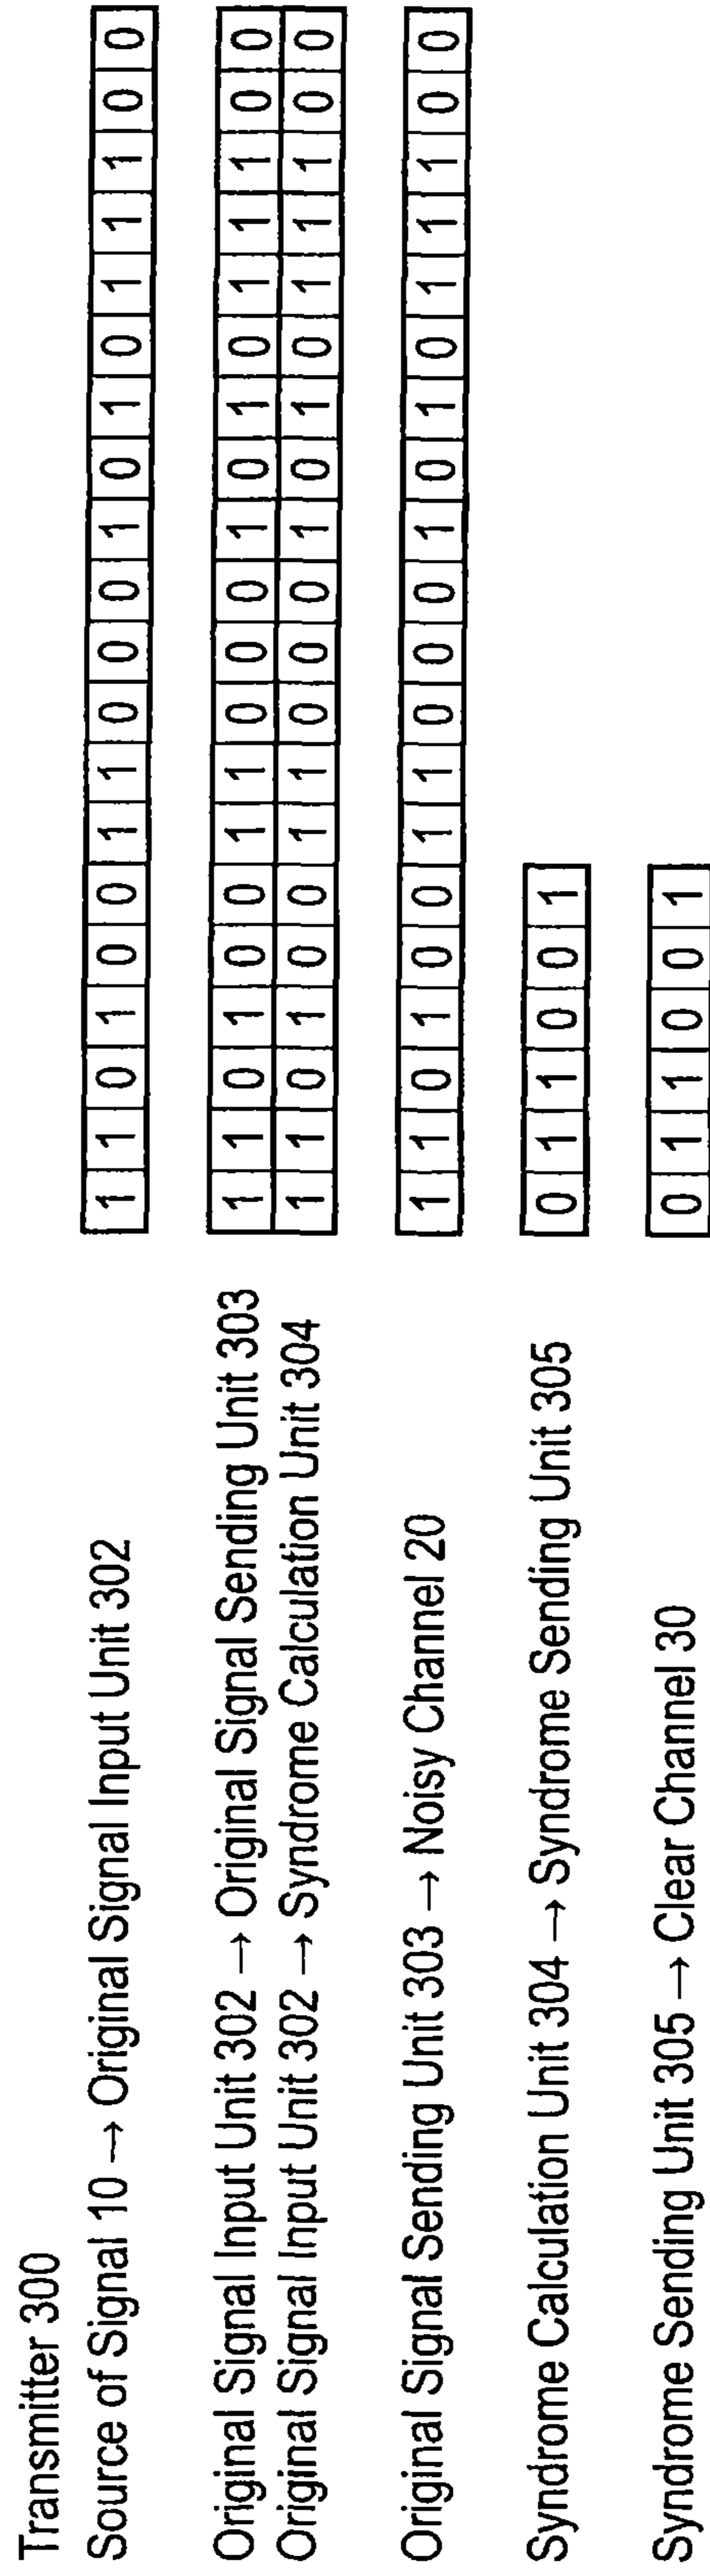 Transmitter 300
Source of Signal 10 → Original Signal Input Unit 302 1 1 0 1 0 0 1 1 0 0 0 1 0 1 0 1 1 1 0 0
Original Signal Input Unit 302 → Original Signal Sending Unit 303 1 1 0 1 0 0 1 1 0 0 0 1 0 1 0 1 1 1 0 0
Original Signal Input Unit 302 → Syndrome Calculation Unit 304 1 1 0 1 0 0 1 1 0 0 0 1 0 1 0 1 1 1 0 0
Original Signal Sending Unit 303 → Noisy Channel 20 1 1 0 1 0 0 1 1 0 0 0 1 0 1 0 1 1 1 0 0
Syndrome Calculation Unit 304 → Syndrome Sending Unit 305 0 1 1 0 0 1
Syndrome Sending Unit 305 → Clear Channel 30 0 1 1 0 0 1